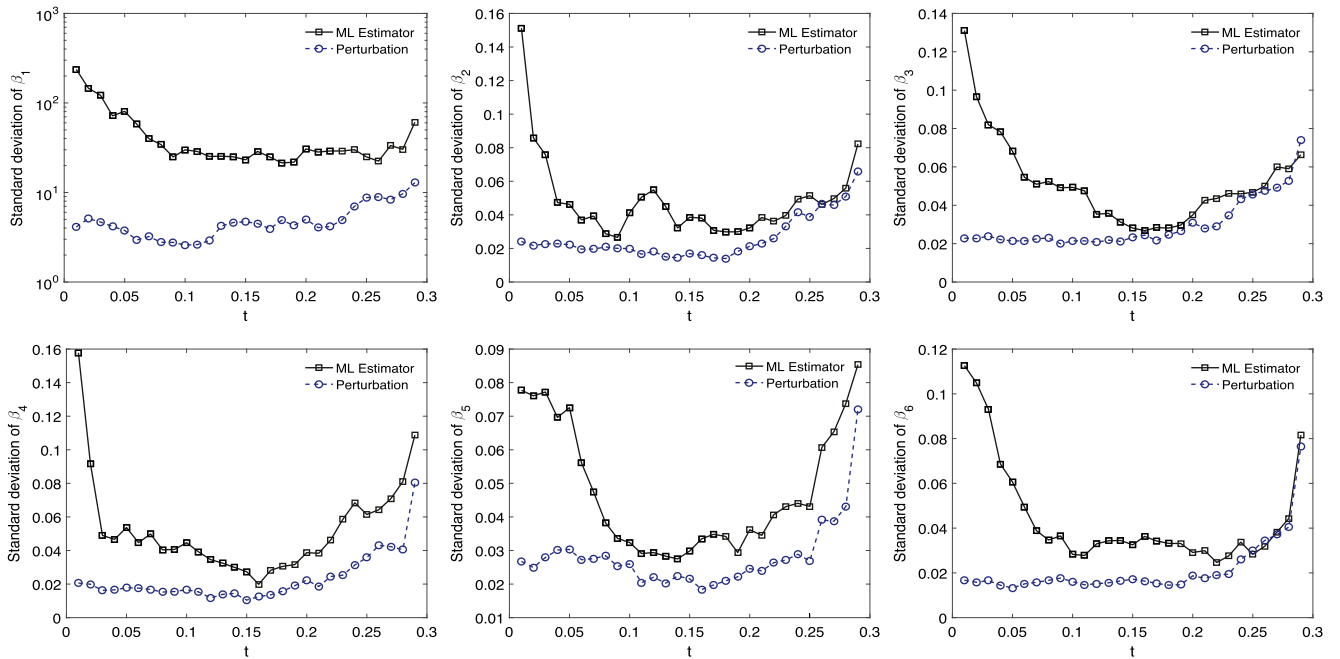 10^3
10^2
10^1
10^0
Standard deviation of β_1
ML Estimator
Perturbation
0 0.05 0.1 0.15 0.2 0.25 0.3
t
0.16
0.14
0.12
0.1
0.08
0.06
0.04
0.02
0
Standard deviation of β_2
ML Estimator
Perturbation
0 0.05 0.1 0.15 0.2 0.25 0.3
t
0.14
0.12
0.1
0.08
0.06
0.04
0.02
0
Standard deviation of β_3
ML Estimator
Perturbation
0 0.05 0.1 0.15 0.2 0.25 0.3
t
0.16
0.14
0.12
0.1
0.08
0.06
0.04
0.02
0
Standard deviation of β_4
ML Estimator
Perturbation
0 0.05 0.1 0.15 0.2 0.25 0.3
t
0.09
0.08
0.07
0.06
0.05
0.04
0.03
0.02
0.01
Standard deviation of β_5
ML Estimator
Perturbation
0 0.05 0.1 0.15 0.2 0.25 0.3
t
0.12
0.1
0.08
0.06
0.04
0.02
0
Standard deviation of β_6
ML Estimator
Perturbation
0 0.05 0.1 0.15 0.2 0.25 0.3
t